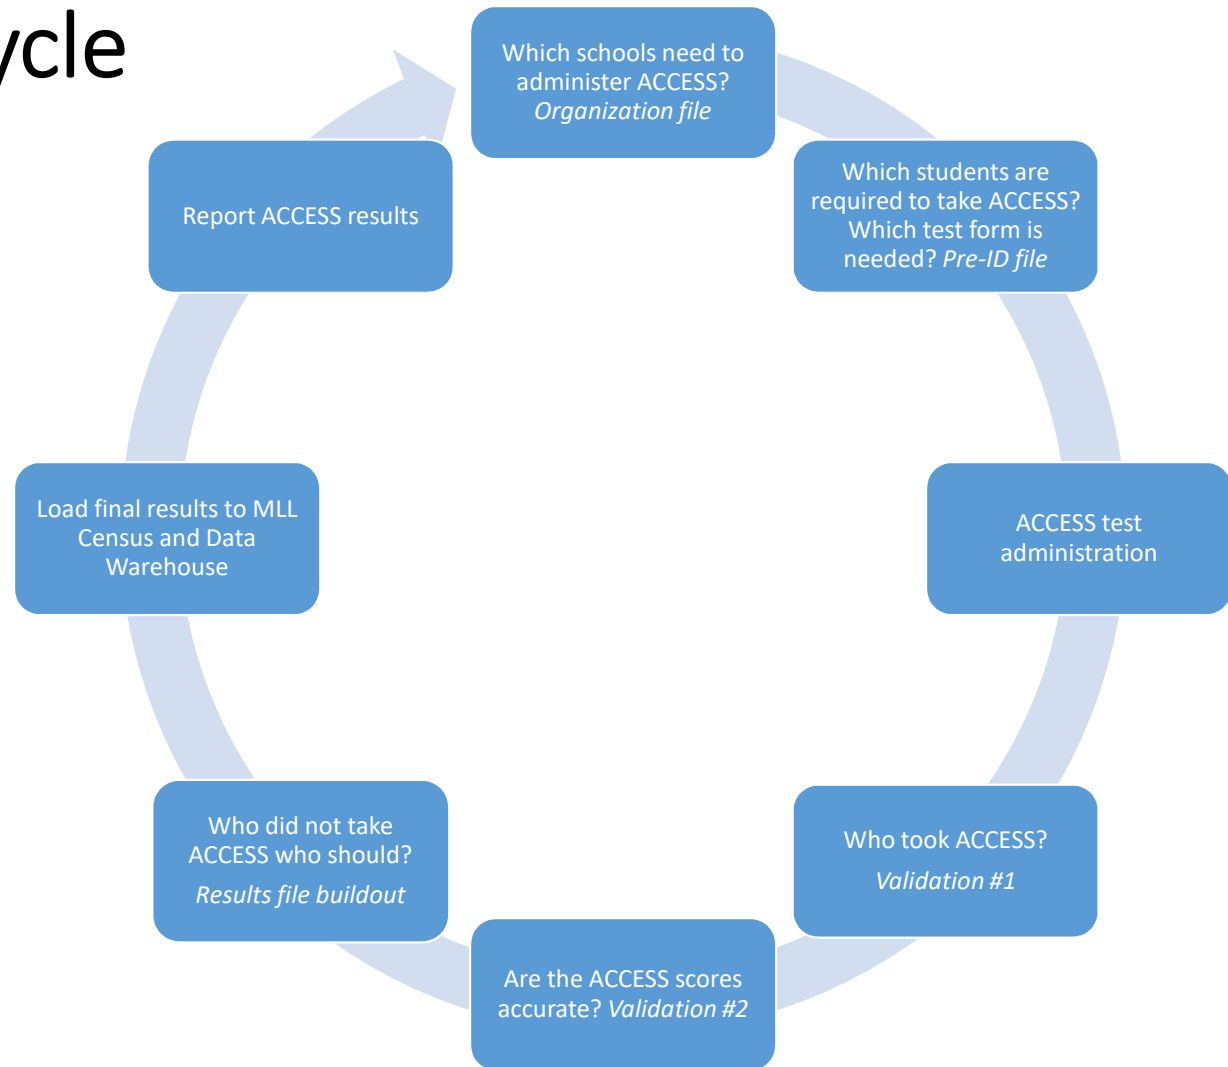 ycle
Which schools need to
administer ACCESS?
Organization file
Which students are
required to take ACCESS?
Which test form is
needed? Pre-ID file
ACCESS test
administration
Who took ACCESS?
Validation #1
Are the ACCESS scores
accurate? Validation #2
Who did not take
ACCESS who should?
Results file buildout
Load final results to MLL
Census and Data
Warehouse
Report ACCESS results